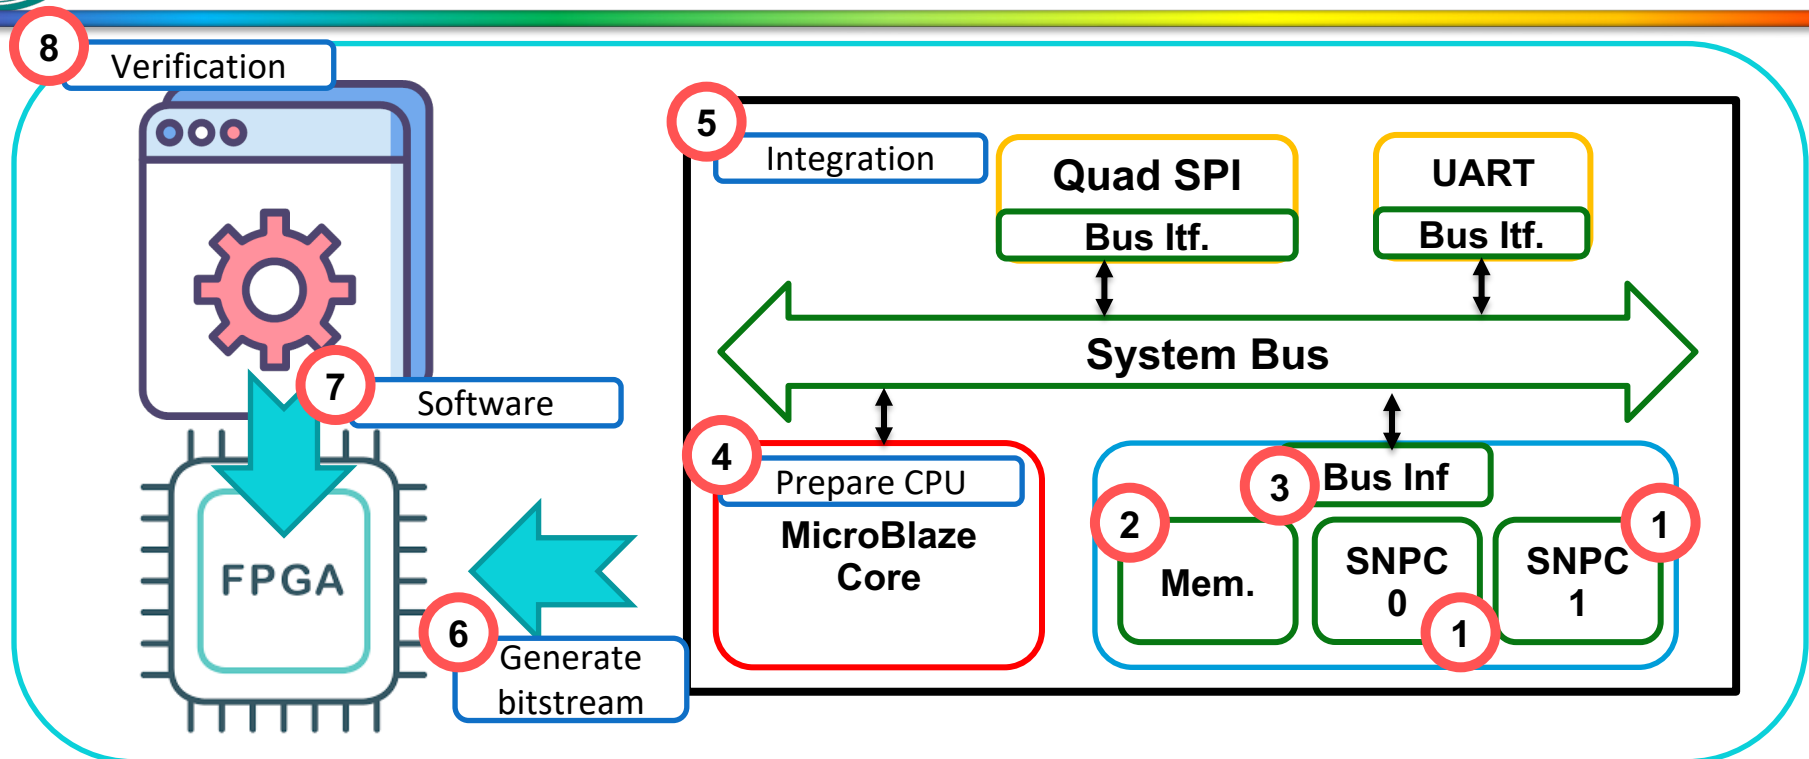 8
Verification
5
Integration
Quad SPI
Bus Itf.
UART
Bus Itf.
System Bus
7
Software
4
Prepare CPU
MicroBlaze
Core
3
Bus Inf
2
Mem.
SNPC
0
1
SNPC
1
1
FPGA
6
Generate
bitstream